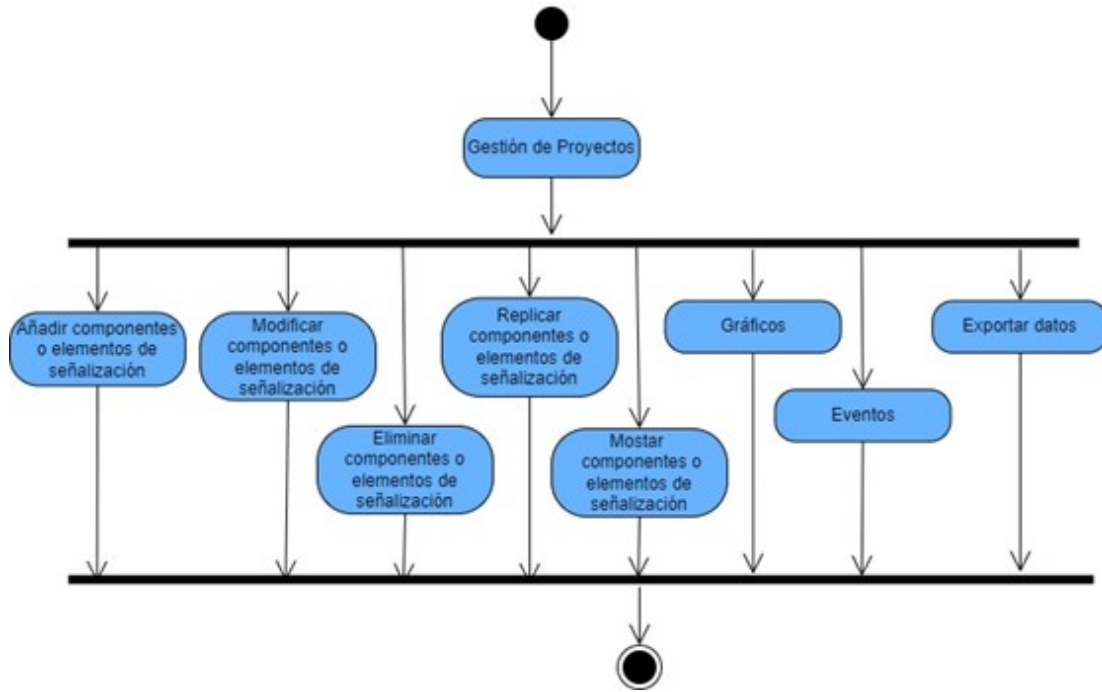 Gestión de Proyectos
Añadir componentes
o elementos de
señalización
Modificar
componentes o
elementos de
señalización
Eliminar
componentes o
elementos de
señalización
Replicar
componentes o
elementos de
señalización
Mostar
componentes o
elementos de
señalización
Gráficos
Eventos
Exportar datos